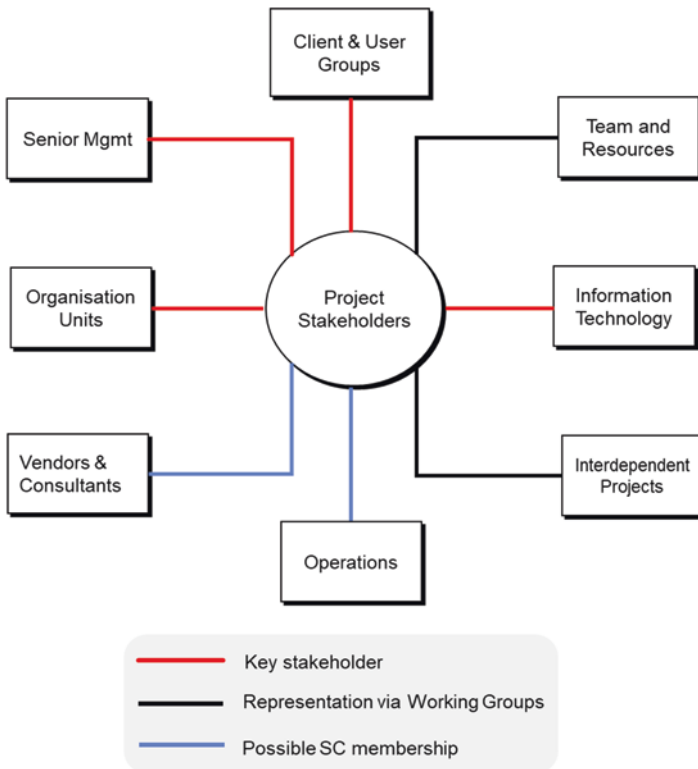 Client & User
Groups
Senior Mgmt
Team and
Resources
Organisation
Units
Project
Stakeholders
Information
Technology
Vendors &
Consultants
Interdependent
Projects
Operations
Key stakeholder
Representation via Working Groups
Possible SC membership